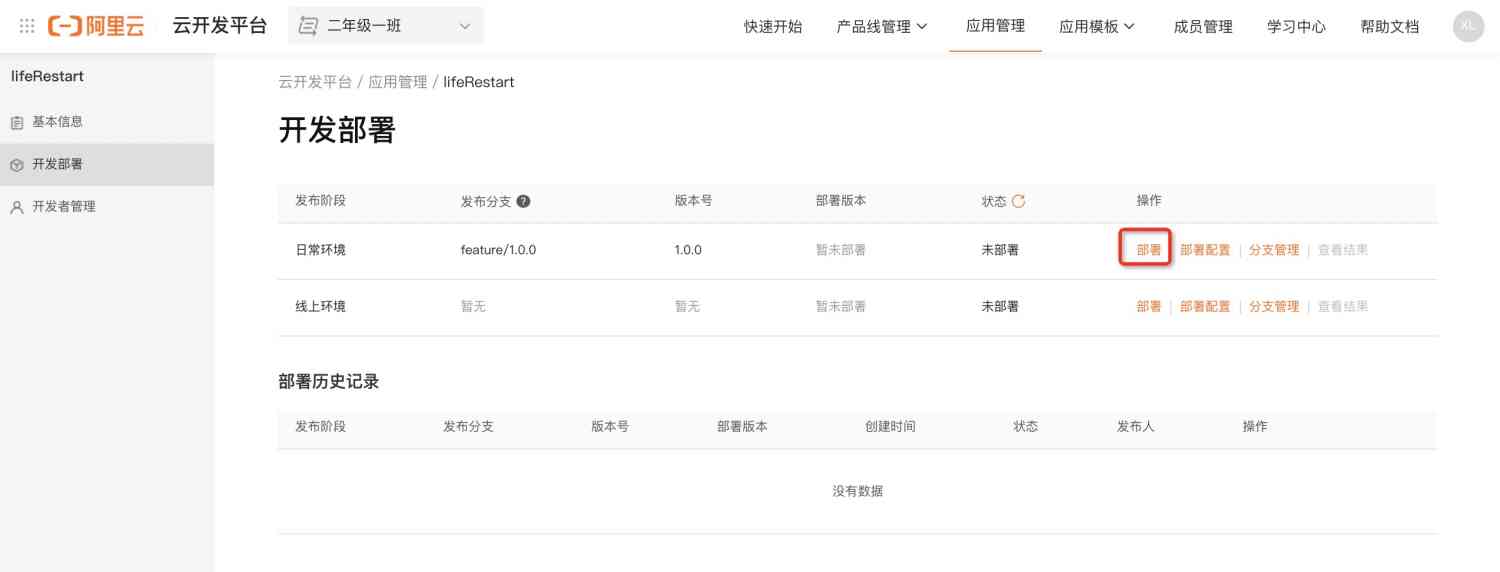 阿里云 云开发平台 二年级一班 快速开始 产品线管理 应用管理 应用模板 成员管理 学习中心 帮助文档 XL
lifeRestart
基本信息
开发部署
开发者管理
云开发平台 / 应用管理 / lifeRestart
开发部署
发布阶段 发布分支 ? 版本号 部署版本 状态 操作
日常环境 feature/1.0.0 1.0.0 暂未部署 未部署 部署 部署配置 | 分支管理 | 查看结果
线上环境 暂无 暂无 暂未部署 未部署 部署 | 部署配置 | 分支管理 | 查看结果
部署历史记录
发布阶段 发布分支 版本号 部署版本 创建时间 状态 发布人 操作
没有数据